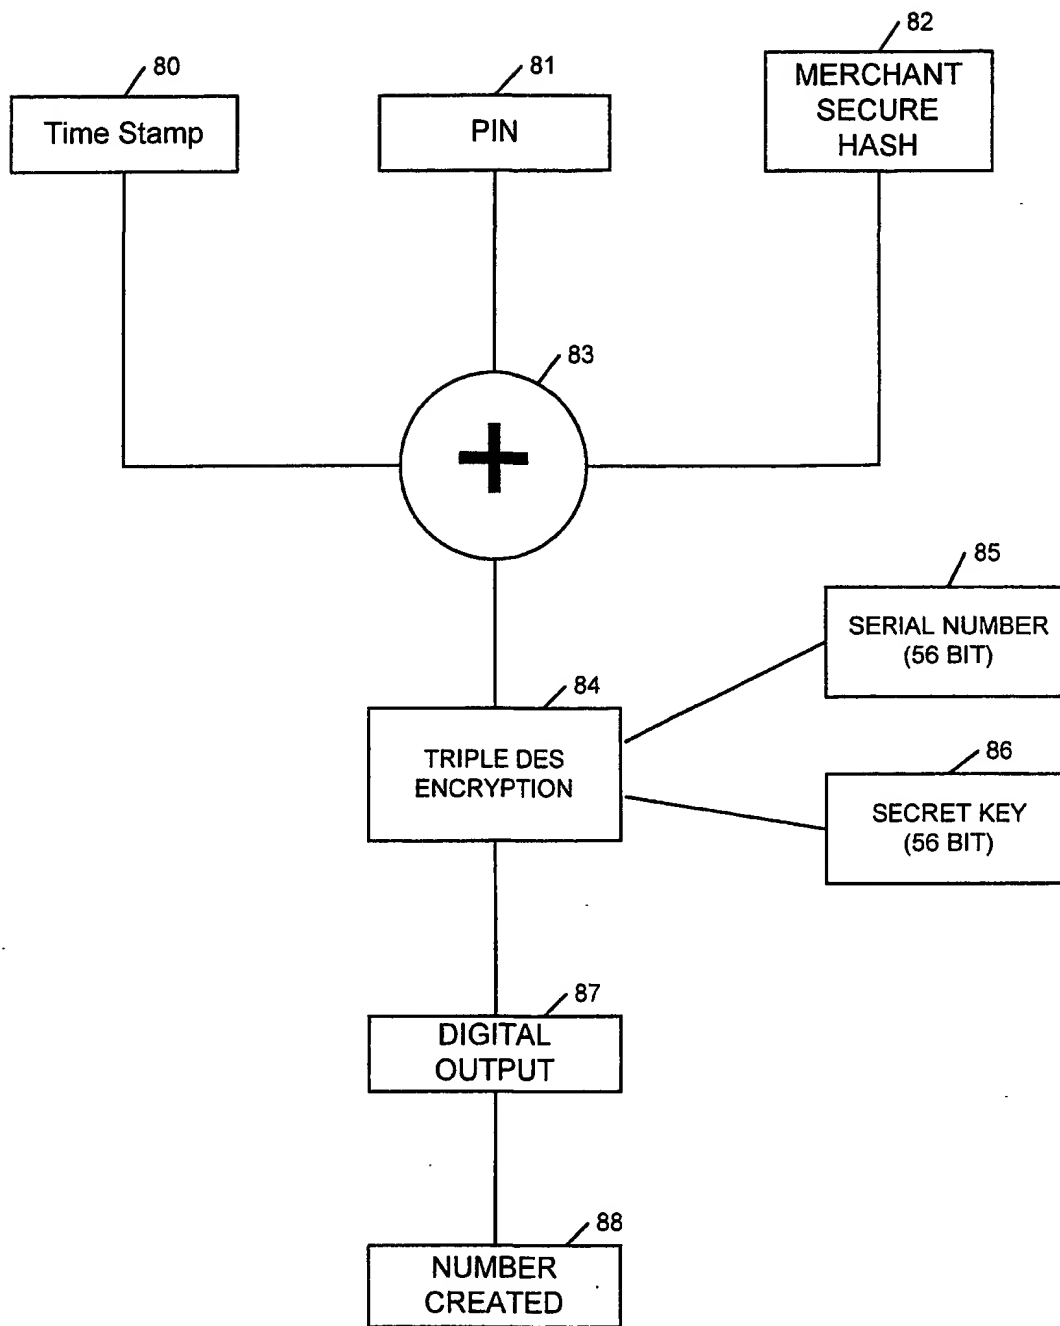 80
Time Stamp
81
PIN
82
MERCHANT
SECURE
HASH
83
+
84
TRIPLE DES
ENCRYPTION
85
SERIAL NUMBER
(56 BIT)
86
SECRET KEY
(56 BIT)
87
DIGITAL
OUTPUT
88
NUMBER
CREATED